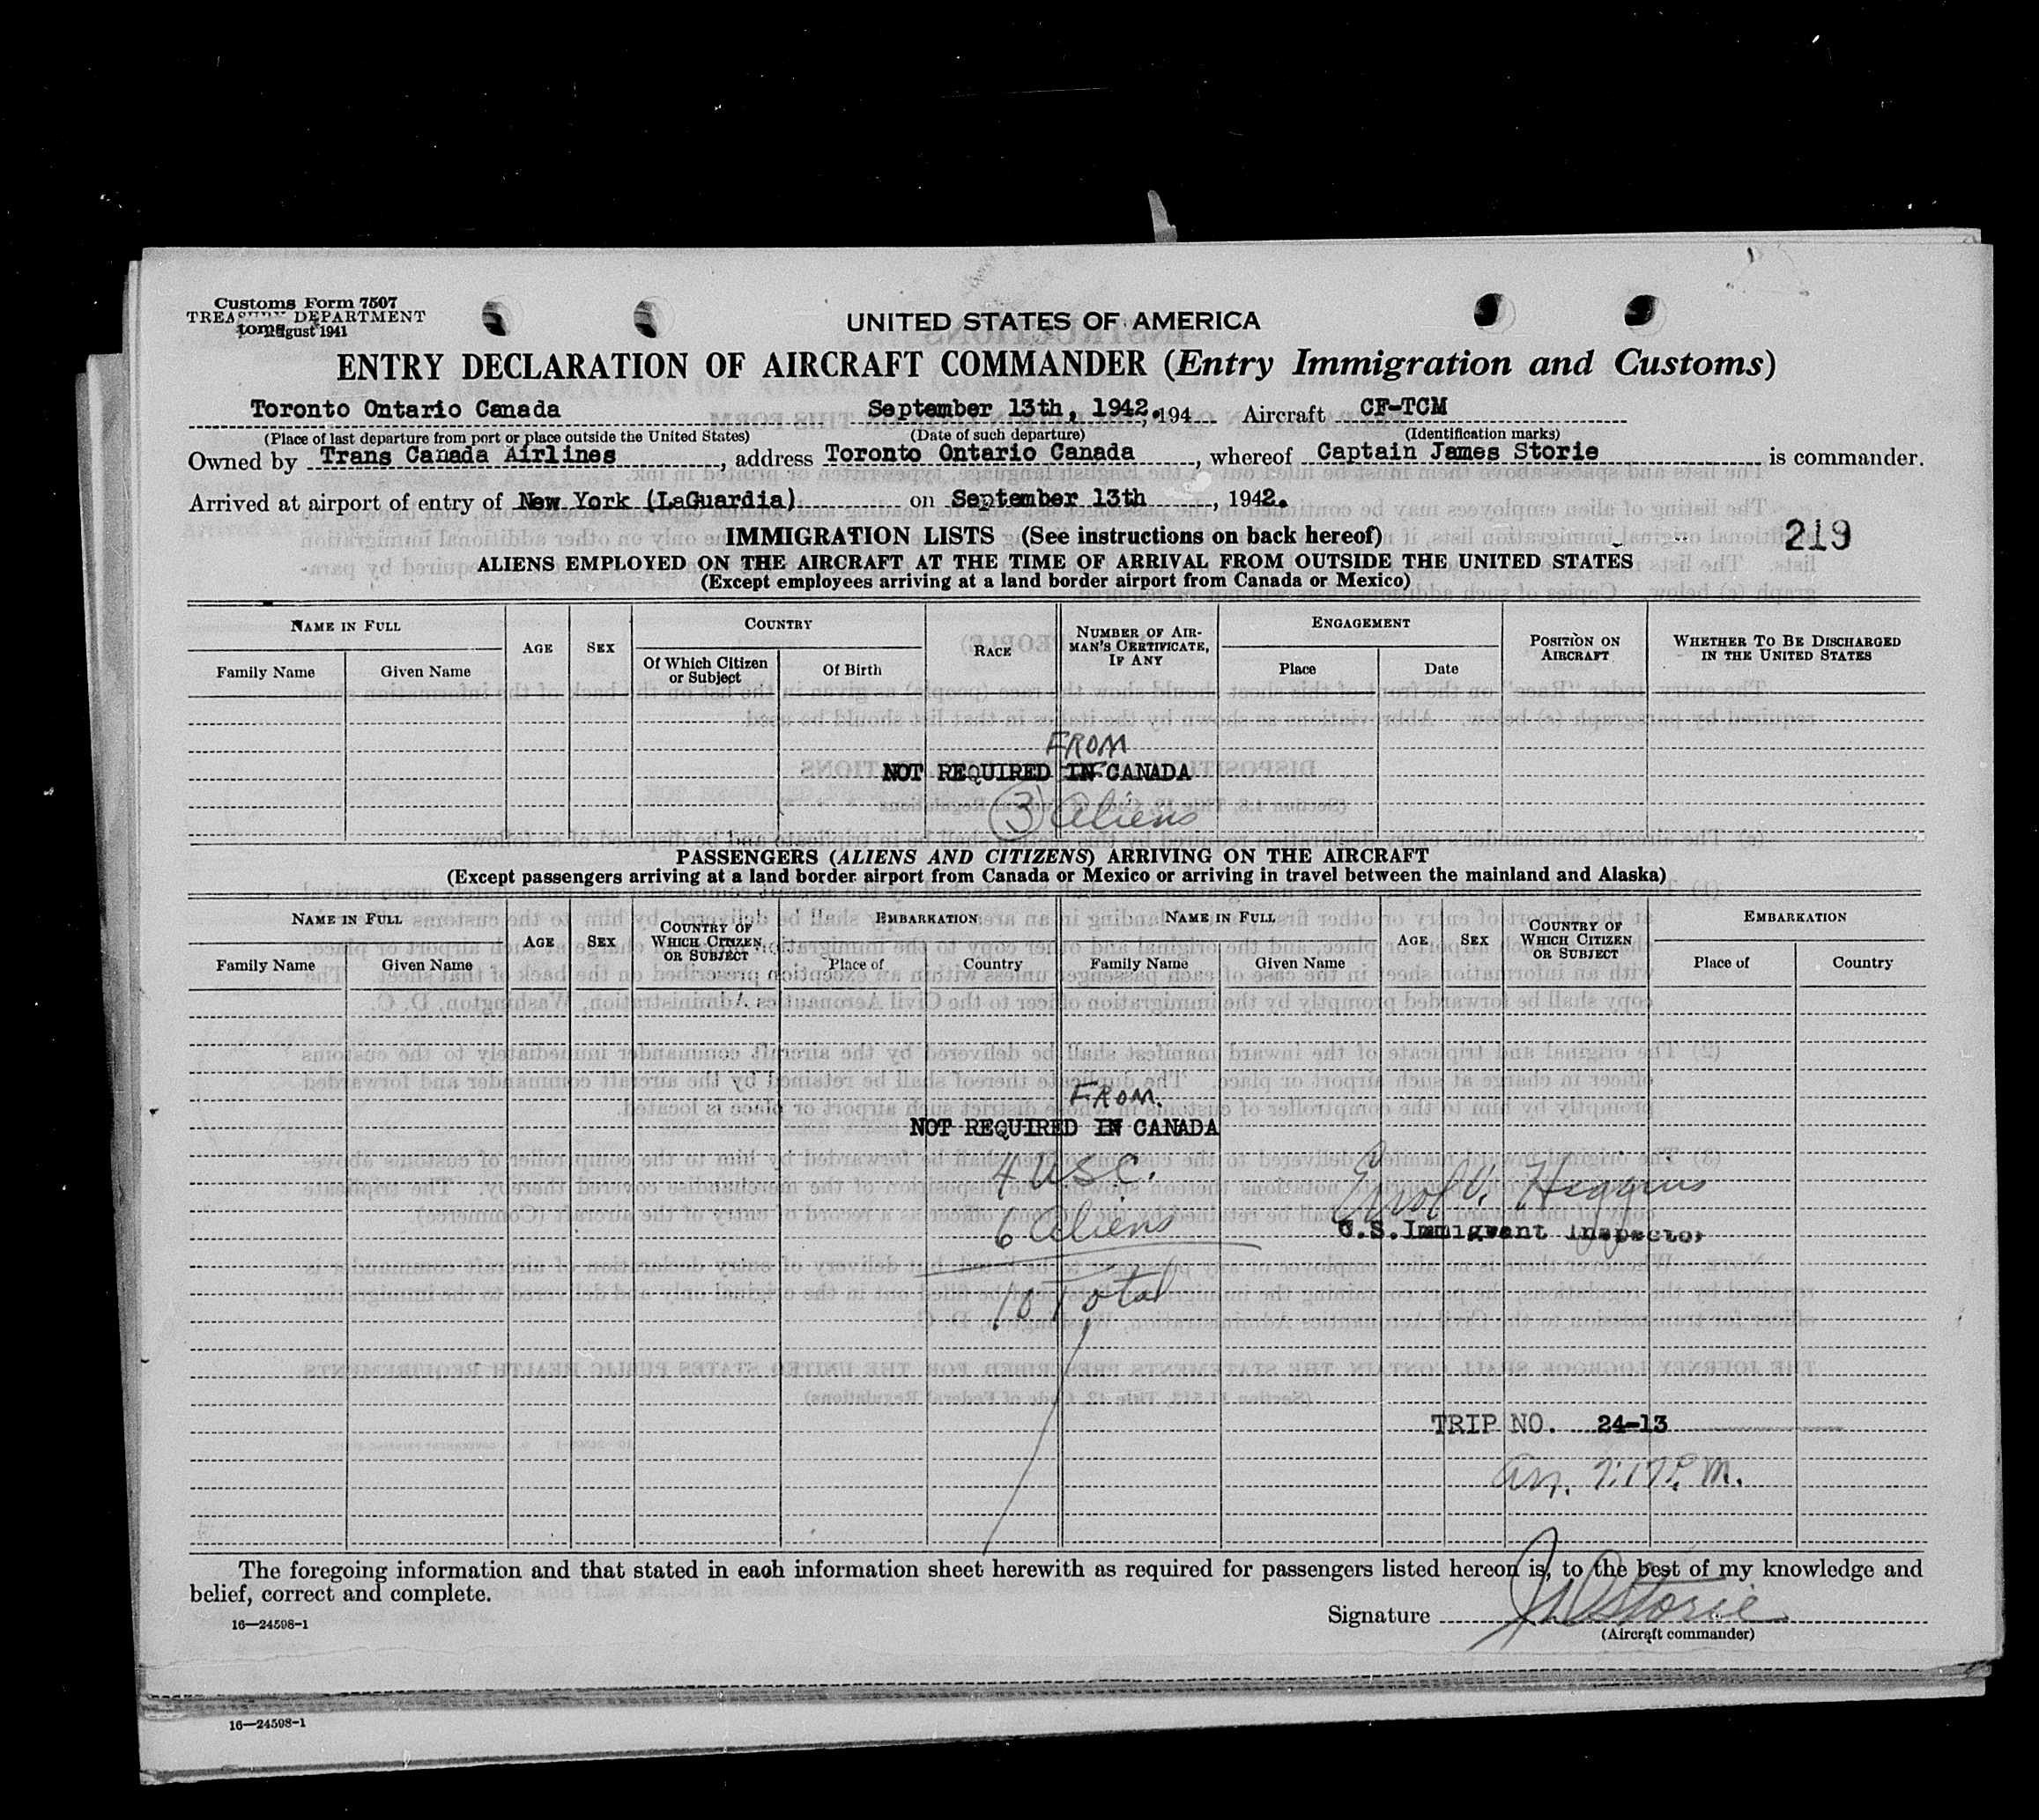 Customs Form 7507
TREASURY DEPARTMENT
toms August 1941
UNITED STATES OF AMERICA
ENTRY DECLARATION OF AIRCRAFT COMMANDER (Entry Immigration and Customs)
Toronto Ontario Canada September 13th, 1942. ,194 Aircraft CF-TCM
(Place of last departure from port or place outside the United States) (Date of such departure) (Identification marks)
Owned by Trans Canada Airlines, address Toronto Ontario Canada, whereof Captain James Storie is commander.
Arrived at airport of entry of New York (LaGuardia) on September 13th, 1942.
IMMIGRATION LISTS (See instructions on back hereof) 219
ALIENS EMPLOYED ON THE AIRCRAFT AT THE TIME OF ARRIVAL FROM OUTSIDE THE UNITED STATES
(Except employees arriving at a land border airport from Canada or Mexico)
NAME IN FULL AGE SEX COUNTRY RACE NUMBER OF AIRMAN'S CERTIFICATE, IF ANY ENGAGEMENT POSITION ON AIRCRAFT WHETHER TO BE DISCHARGED IN THE UNITED STATES
Family Name Given Name Of Which Citizen or Subject Of Birth Place Date
FROM
NOT REQUIRED IN CANADA
3 Aliens
PASSENGERS (ALIENS AND CITIZENS) ARRIVING ON THE AIRCRAFT
(Except passengers arriving at a land border airport from Canada or Mexico or arriving in travel between the mainland and Alaska)
NAME IN FULL AGE SEX COUNTRY OF WHICH CITIZEN OR SUBJECT EMBARKATION NAME IN FULL AGE SEX COUNTRY OF WHICH CITIZEN OR SUBJECT EMBARKATION
Family Name Given Name Place of Country Family Name Given Name Place of Country
FROM.
NOT REQUIRED IN CANADA
4 USC.
Errol V. Higgins
6 Aliens
U.S. Immigrant Inspector
10 Total
TRIP NO. 24-13
Arr. 7:17 P.M.
The foregoing information and that stated in each information sheet herewith as required for passengers listed hereon is, to the best of my knowledge and
belief, correct and complete.
16—24598-1
Signature J Storie
(Aircraft commander)
16—24598-1